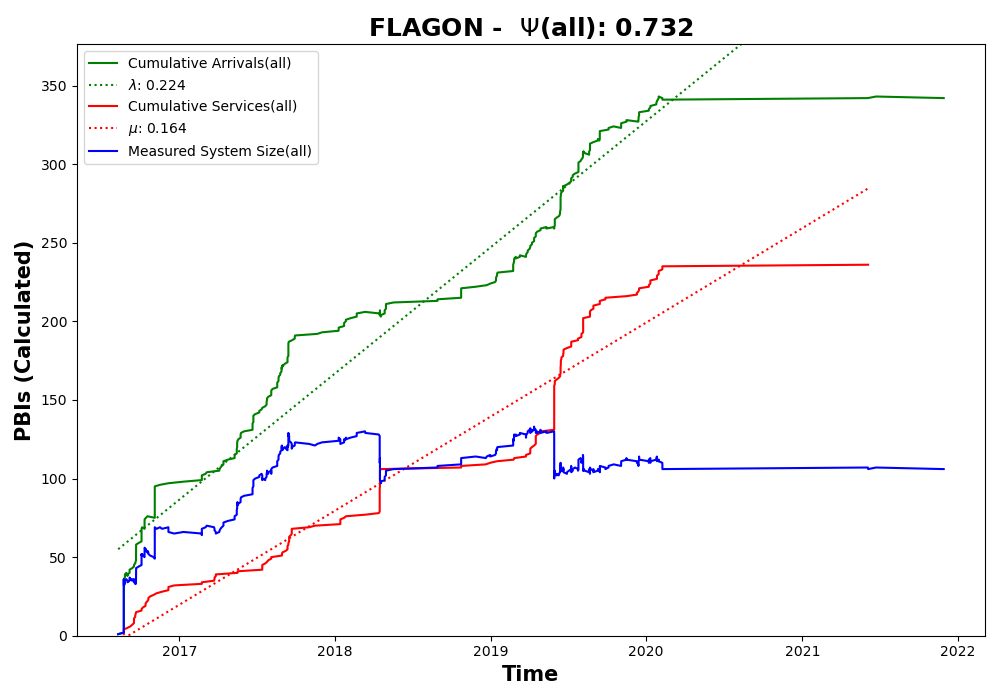 FLAGON -  Ψ(all): 0.732
Cumulative Arrivals(all)
λ: 0.224
Cumulative Services(all)
μ: 0.164
Measured System Size(all)
PBIs (Calculated)
350
300
250
200
150
100
50
0
2017 2018 2019 2020 2021 2022
Time